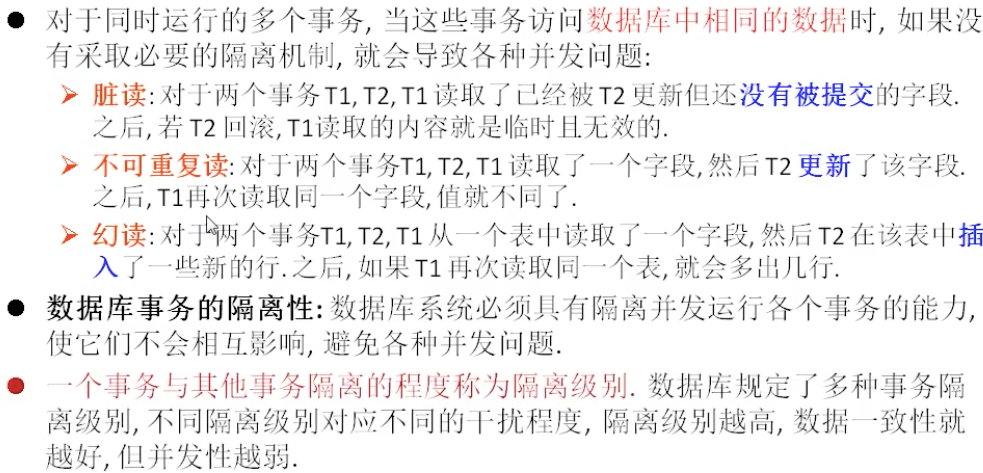 对于同时运行的多个事务, 当这些事务访问数据库中相同的数据时, 如果没
有采取必要的隔离机制, 就会导致各种并发问题:
脏读: 对于两个事务 T1, T2, T1 读取了已经被 T2 更新但还没有被提交的字段.
之后, 若 T2 回滚, T1读取的内容就是临时且无效的.
不可重复读: 对于两个事务T1, T2, T1 读取了一个字段, 然后 T2 更新了该字段.
之后, T1再次读取同一个字段, 值就不同了.
幻读: 对于两个事务T1, T2, T1 从一个表中读取了一个字段, 然后 T2 在该表中插
入了一些新的行. 之后, 如果 T1 再次读取同一个表, 就会多出几行.
数据库事务的隔离性: 数据库系统必须具有隔离并发运行各个事务的能力,
使它们不会相互影响, 避免各种并发问题.
一个事务与其他事务隔离的程度称为隔离级别. 数据库规定了多种事务隔
离级别, 不同隔离级别对应不同的干扰程度, 隔离级别越高, 数据一致性就
越好, 但并发性越弱.